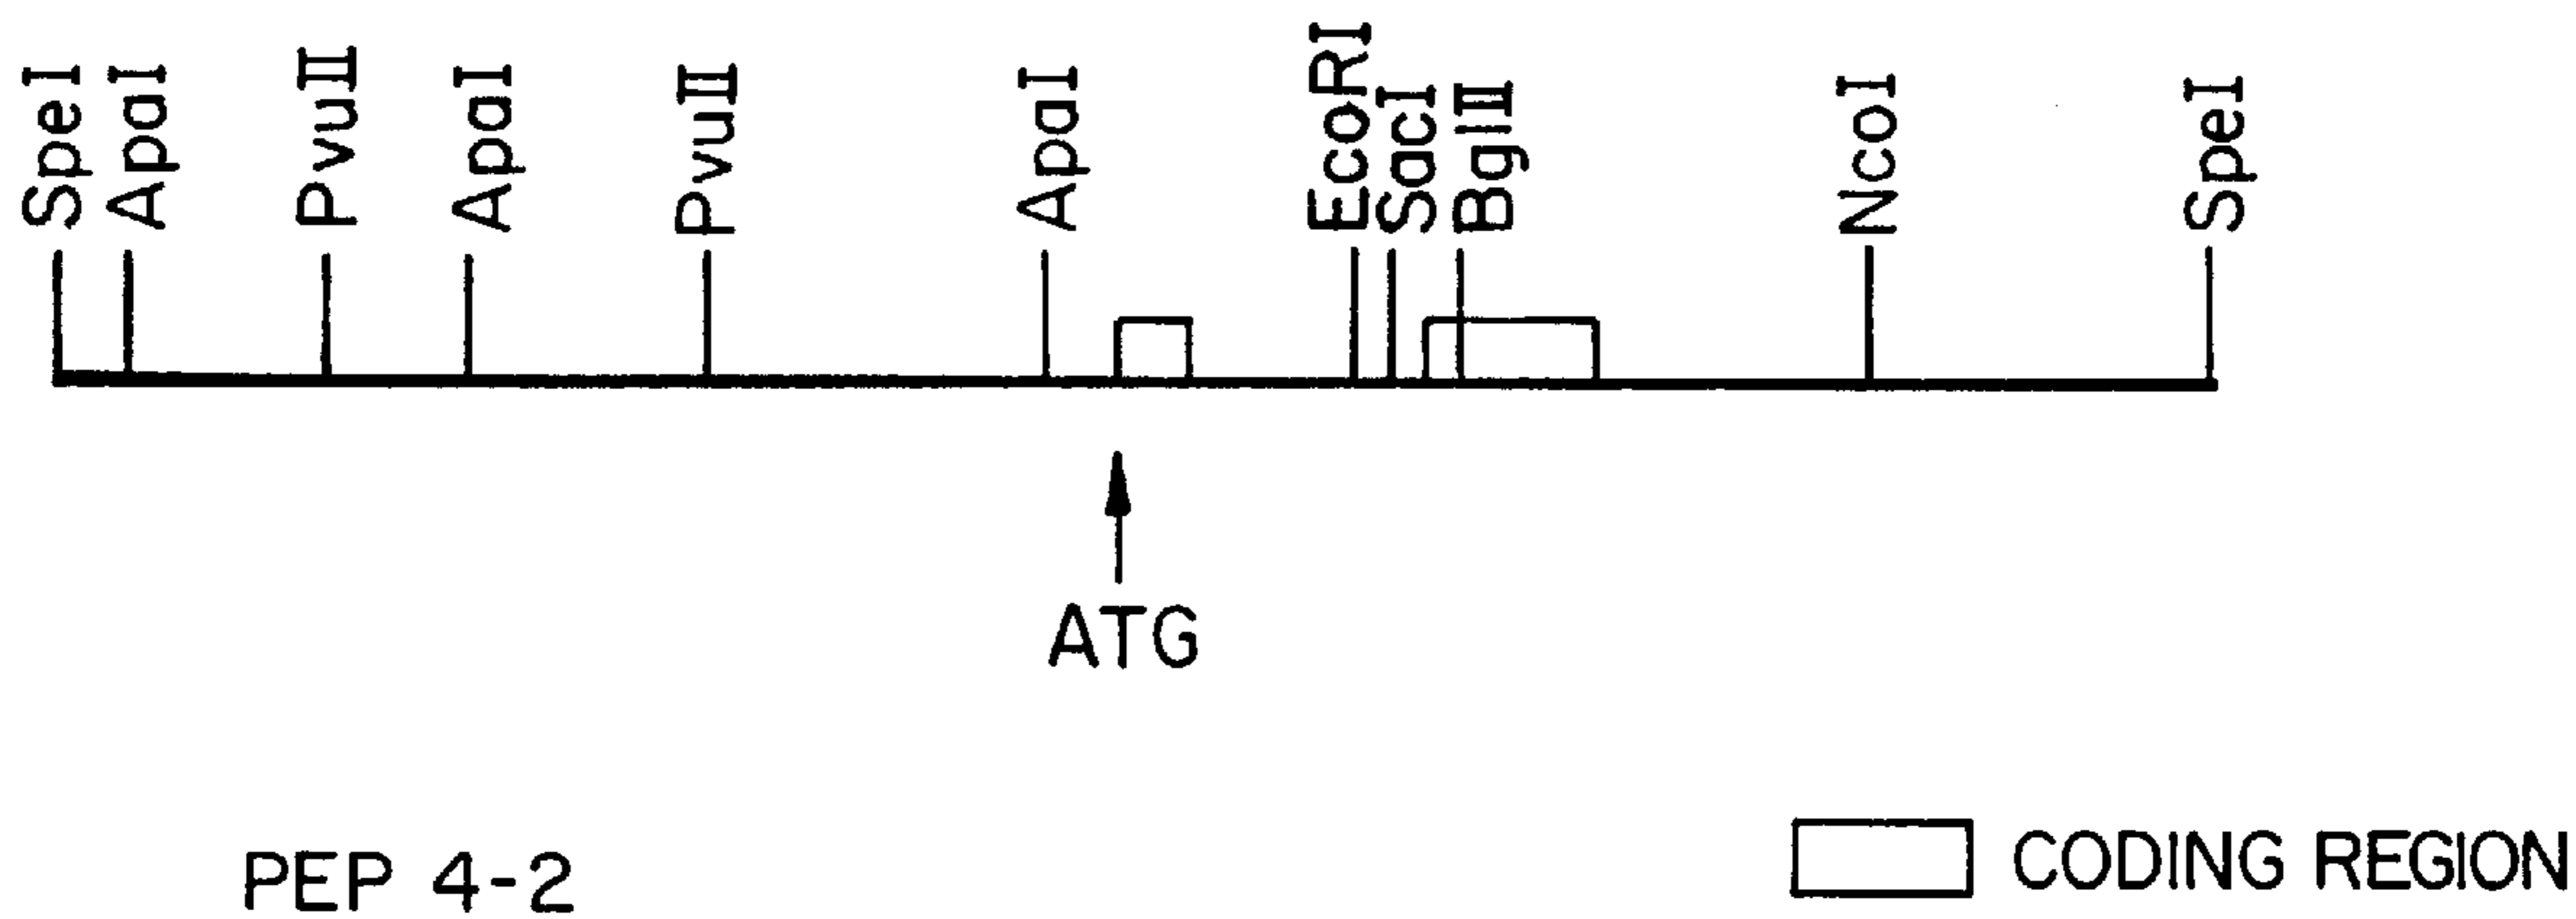 SpeI
ApaI
PvuII
ApaI
PvuII
ApaI
EcoRI
SacI
BglII
NcoI
SpeI
ATG
PEP 4-2
CODING REGION